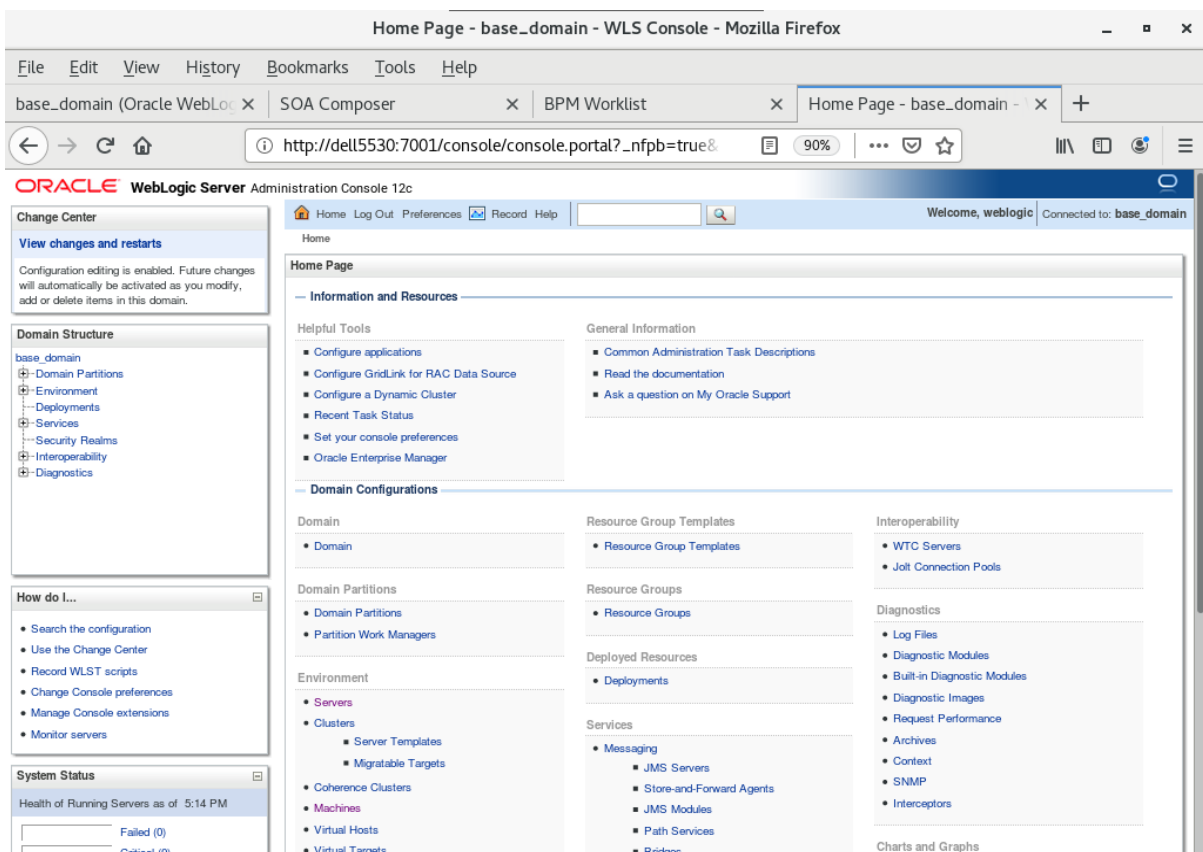 Home Page - base_domain - WLS Console - Mozilla Firefox
File Edit View History Bookmarks Tools Help
base_domain (Oracle WebLog
SOA Composer
BPM Worklist
Home Page - base_domain -
http://dell5530:7001/console/console.portal?_nfpb=true&
90%
ORACLE WebLogic Server Administration Console 12c
Change Center
View changes and restarts
Configuration editing is enabled. Future changes
will automatically be activated as you modify,
add or delete items in this domain.
Domain Structure
base_domain
Domain Partitions
Environment
Deployments
Services
Security Realms
Interoperability
Diagnostics
How do I...
Search the configuration
Use the Change Center
Record WLST scripts
Change Console preferences
Manage Console extensions
Monitor servers
System Status
Health of Running Servers as of 5:14 PM
Failed (0)
Critical (0)
Home Log Out Preferences Record Help
Welcome, weblogic
Connected to: base_domain
Home
Home Page
Information and Resources
Helpful Tools
Configure applications
Configure GridLink for RAC Data Source
Configure a Dynamic Cluster
Recent Task Status
Set your console preferences
Oracle Enterprise Manager
General Information
Common Administration Task Descriptions
Read the documentation
Ask a question on My Oracle Support
Domain Configurations
Domain
Domain
Domain Partitions
Domain Partitions
Partition Work Managers
Environment
Servers
Clusters
Server Templates
Migratable Targets
Coherence Clusters
Machines
Virtual Hosts
Virtual Targets
Resource Group Templates
Resource Group Templates
Resource Groups
Resource Groups
Deployed Resources
Deployments
Services
Messaging
JMS Servers
Store-and-Forward Agents
JMS Modules
Path Services
Bridges
Interoperability
WTC Servers
Jolt Connection Pools
Diagnostics
Log Files
Diagnostic Modules
Built-in Diagnostic Modules
Diagnostic Images
Request Performance
Archives
Context
SNMP
Interceptors
Charts and Graphs